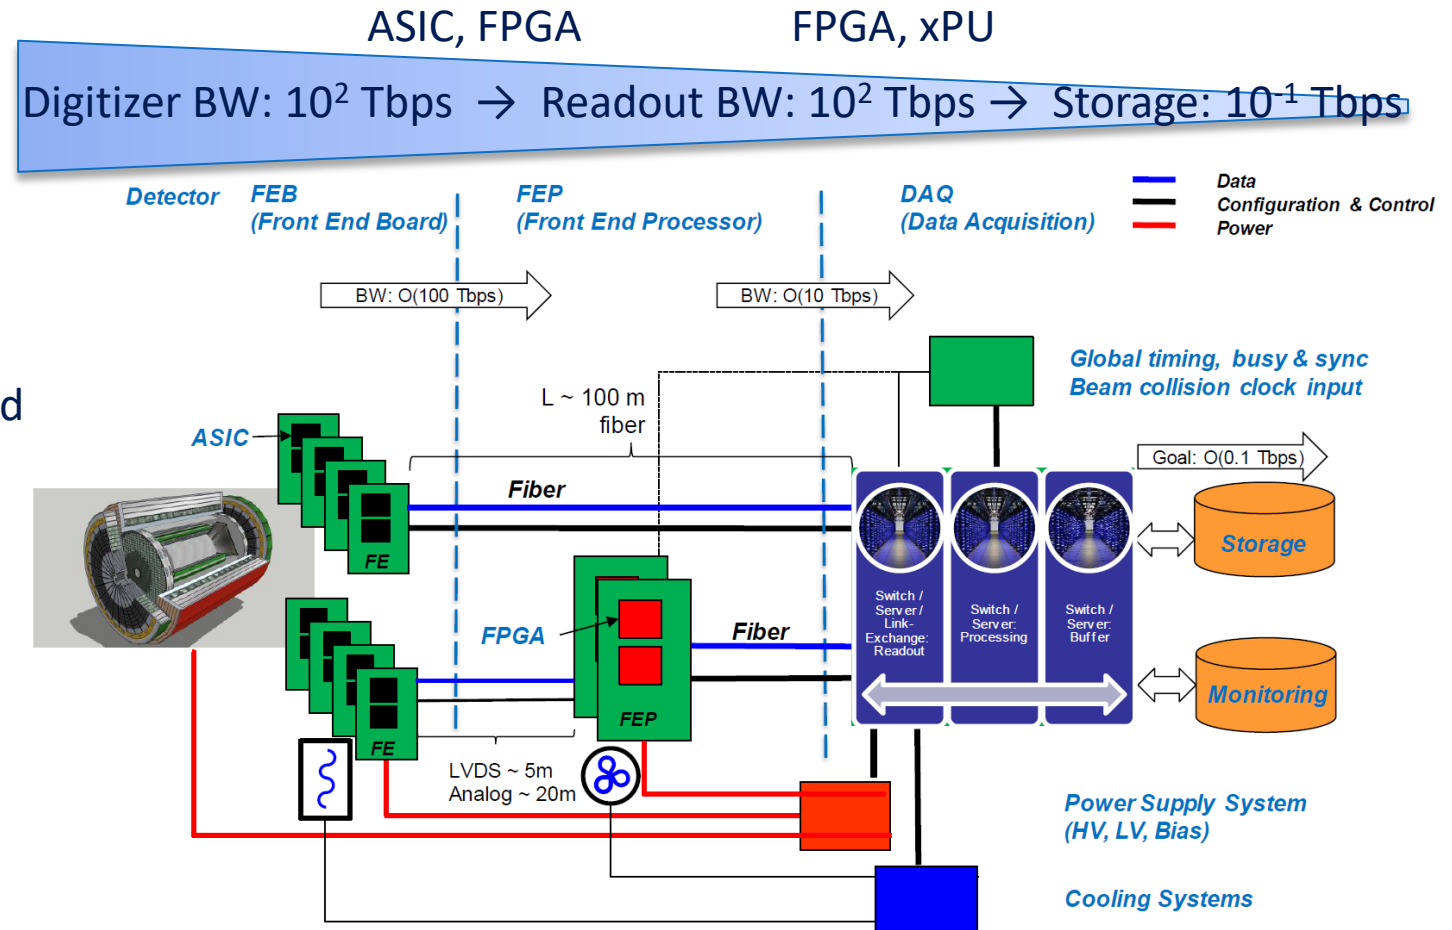 ASIC, FPGA
FPGA, xPU
Digitizer BW: 10² Tbps → Readout BW: 10² Tbps → Storage: 10⁻¹ Tbps
Detector
FEB
(Front End Board)
FEP
(Front End Processor)
DAQ
(Data Acquisition)
Data
Configuration & Control
Power
BW: O(100 Tbps)
BW: O(10 Tbps)
Global timing, busy & sync
Beam collision clock input
d
L ~ 100 m
fiber
ASIC
Goal: O(0.1 Tbps)
Fiber
FE
Storage
Switch /
Server /
Link-
Exchange:
Readout
Switch /
Server:
Processing
Switch /
Server:
Buffer
FPGA
Fiber
Monitoring
FEP
FE
LVDS ~ 5m
Analog ~ 20m
Power Supply System
(HV, LV, Bias)
Cooling Systems